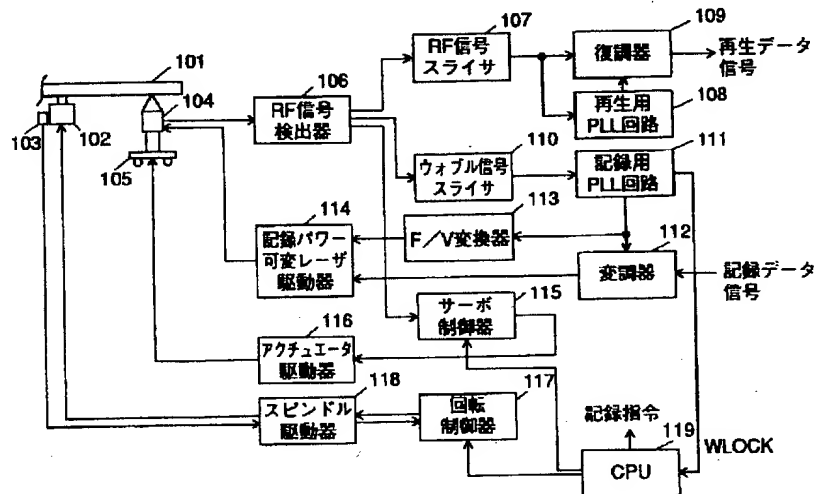 101
102
103
104
105
106
RF信号
検出器
107
RF信号
スライサ
109
復調器
再生データ
信号
108
再生用
PLL回路
110
ウォブル信号
スライサ
111
記録用
PLL回路
113
F/V変換器
112
変調器
記録データ
信号
114
記録パワー
可変レーザ
駆動器
115
サーボ
制御器
116
アクチュエータ
駆動器
118
スピンドル
駆動器
117
回転
制御器
記録指令
119
CPU
WLOCK